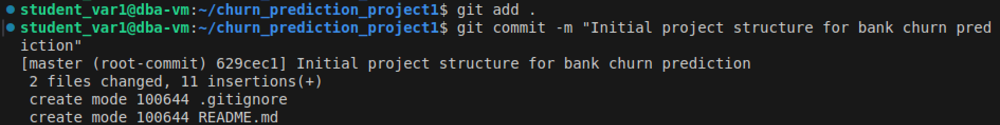 student_var1@dba-vm:~/churn_prediction_project1$ git add .
student_var1@dba-vm:~/churn_prediction_project1$ git commit -m "Initial project structure for bank churn pred
iction"
[master (root-commit) 629cec1] Initial project structure for bank churn prediction
 2 files changed, 11 insertions(+)
 create mode 100644 .gitignore
 create mode 100644 README.md